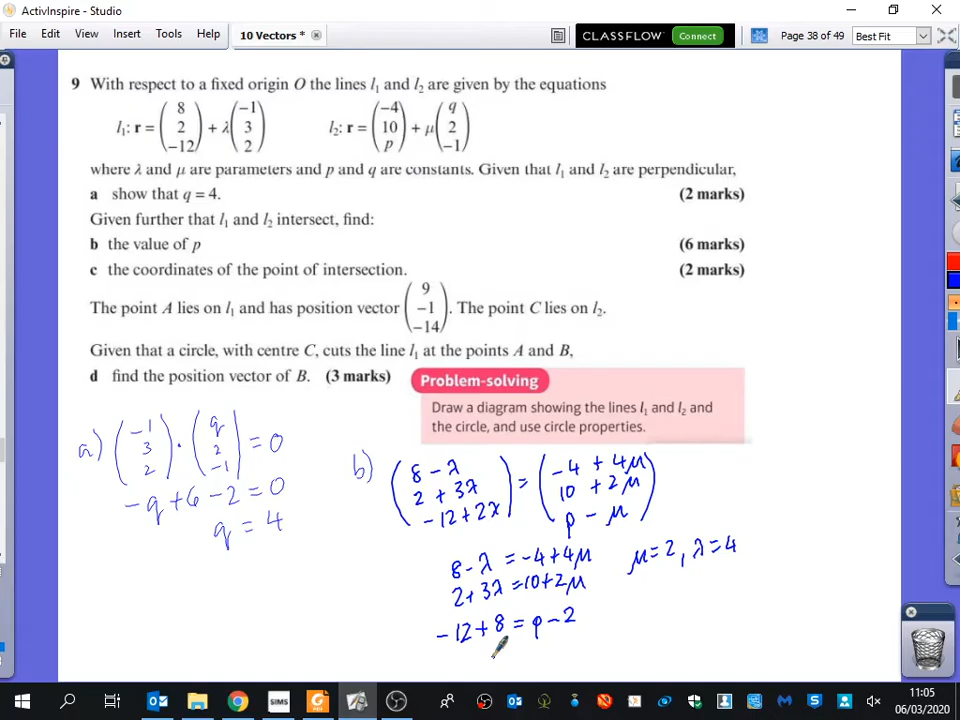 ActivInspire - Studio
File Edit View Insert Tools Help 10 Vectors * CLASSFLOW Connect Page 38 of 49 Best Fit
9 With respect to a fixed origin O the lines l₁ and l₂ are given by the equations
l₁: r = (8 2 −12) + λ(−1 3 2) l₂: r = (−4 10 p) + μ(q 2 −1)
where λ and μ are parameters and p and q are constants. Given that l₁ and l₂ are perpendicular,
a show that q = 4. (2 marks)
Given further that l₁ and l₂ intersect, find:
b the value of p (6 marks)
c the coordinates of the point of intersection. (2 marks)
The point A lies on l₁ and has position vector (9 −1 −14). The point C lies on l₂.
Given that a circle, with centre C, cuts the line l₁ at the points A and B,
d find the position vector of B. (3 marks)
Problem-solving
Draw a diagram showing the lines l₁ and l₂ and
the circle, and use circle properties.
a) (−1 3 2) · (q 2 −1) = 0
−q + 6 − 2 = 0
q = 4
b) (8 − λ 2 + 3λ −12 + 2λ) = (−4 + 4μ 10 + 2μ p − μ)
8 − λ = −4 + 4μ μ = 2, λ = 4
2 + 3λ = 10 + 2μ
−12 + 8 = p − 2
SIMS
11:05
06/03/2020